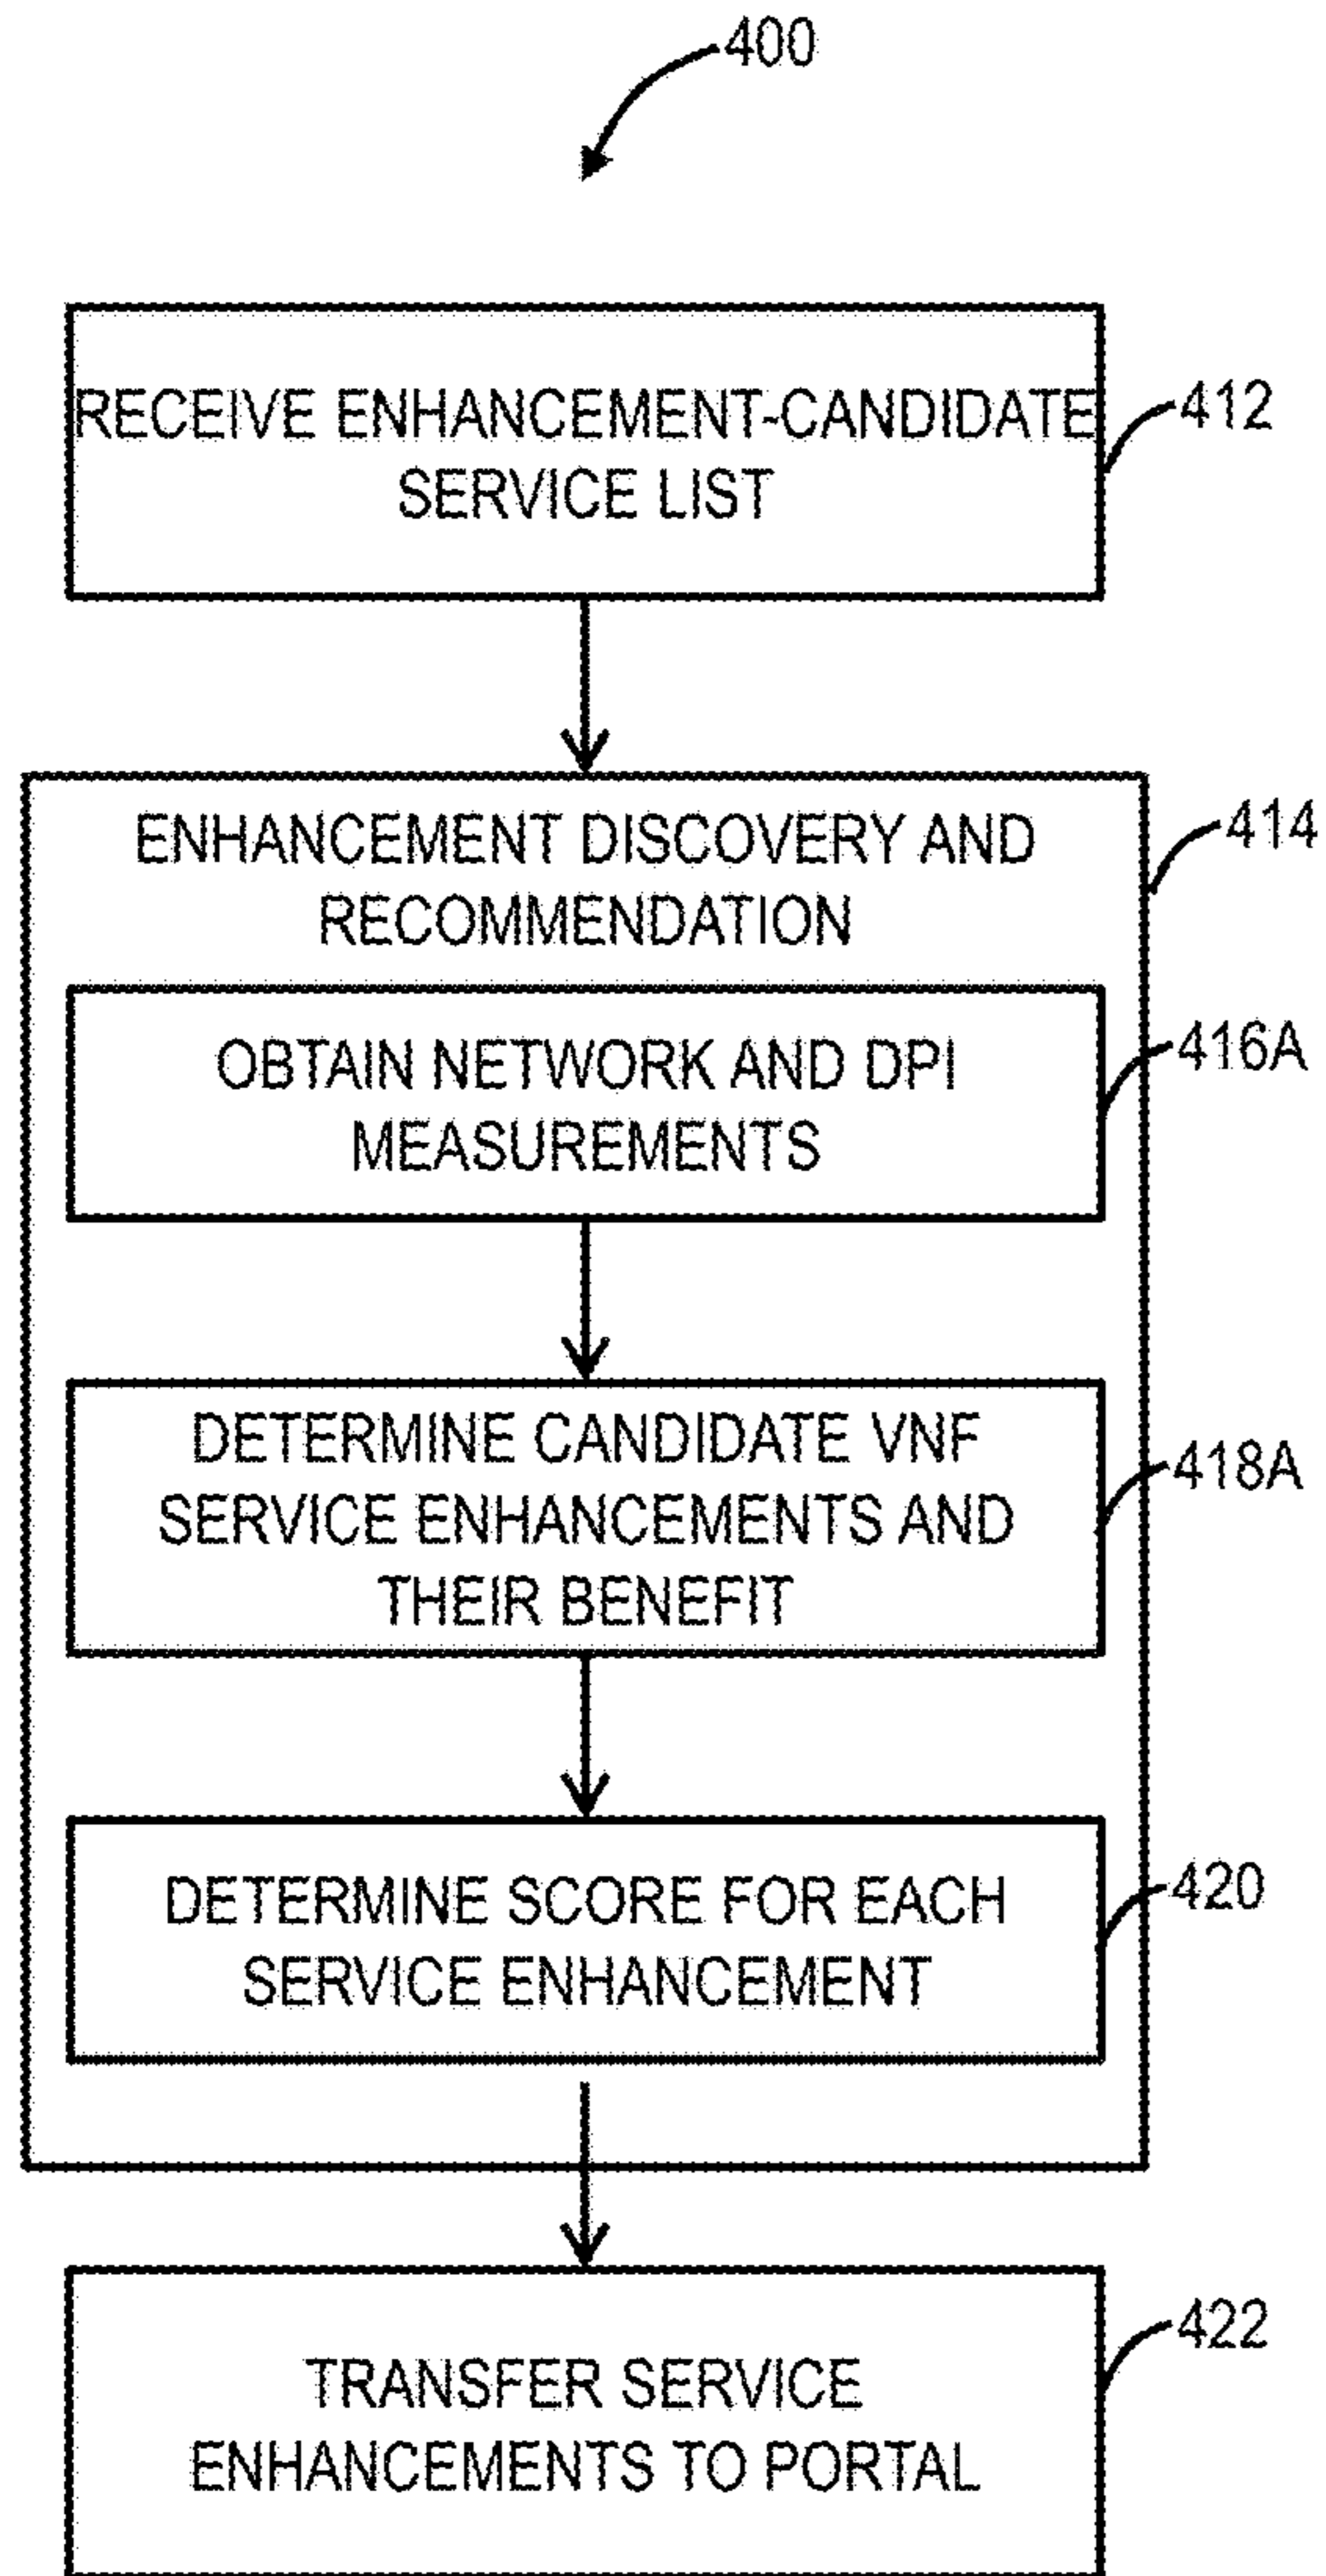 400
RECEIVE ENHANCEMENT-CANDIDATE
SERVICE LIST
412
ENHANCEMENT DISCOVERY AND
RECOMMENDATION
414
OBTAIN NETWORK AND DPI
MEASUREMENTS
416A
DETERMINE CANDIDATE VNF
SERVICE ENHANCEMENTS AND
THEIR BENEFIT
418A
DETERMINE SCORE FOR EACH
SERVICE ENHANCEMENT
420
TRANSFER SERVICE
ENHANCEMENTS TO PORTAL
422